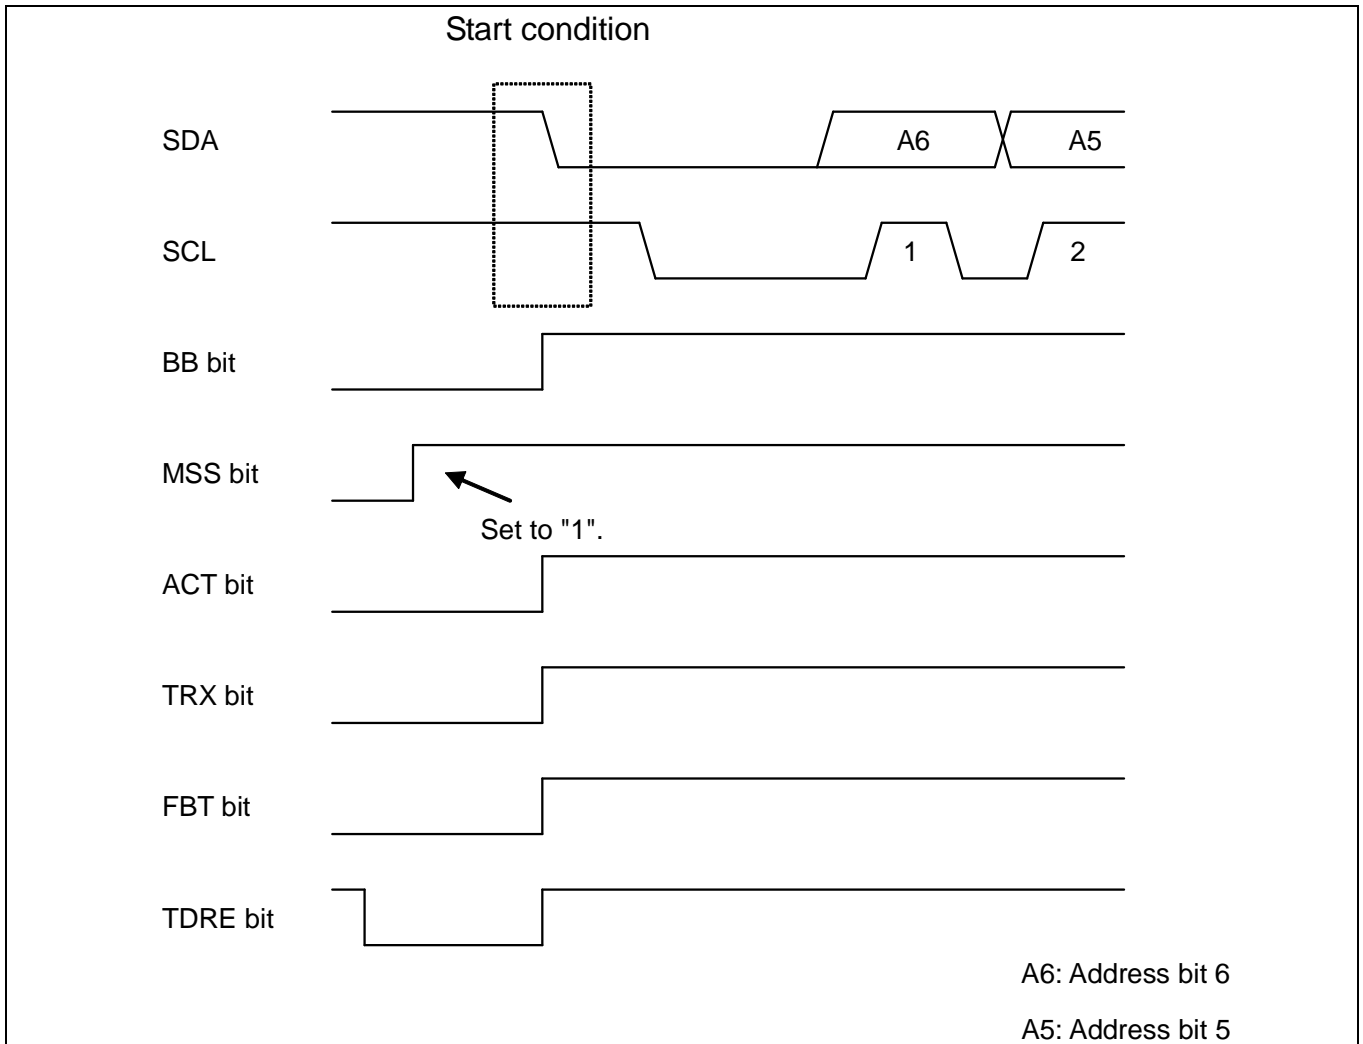 Start condition
SDA
A6
A5
SCL
1
2
BB bit
MSS bit
Set to "1".
ACT bit
TRX bit
FBT bit
TDRE bit
A6: Address bit 6
A5: Address bit 5